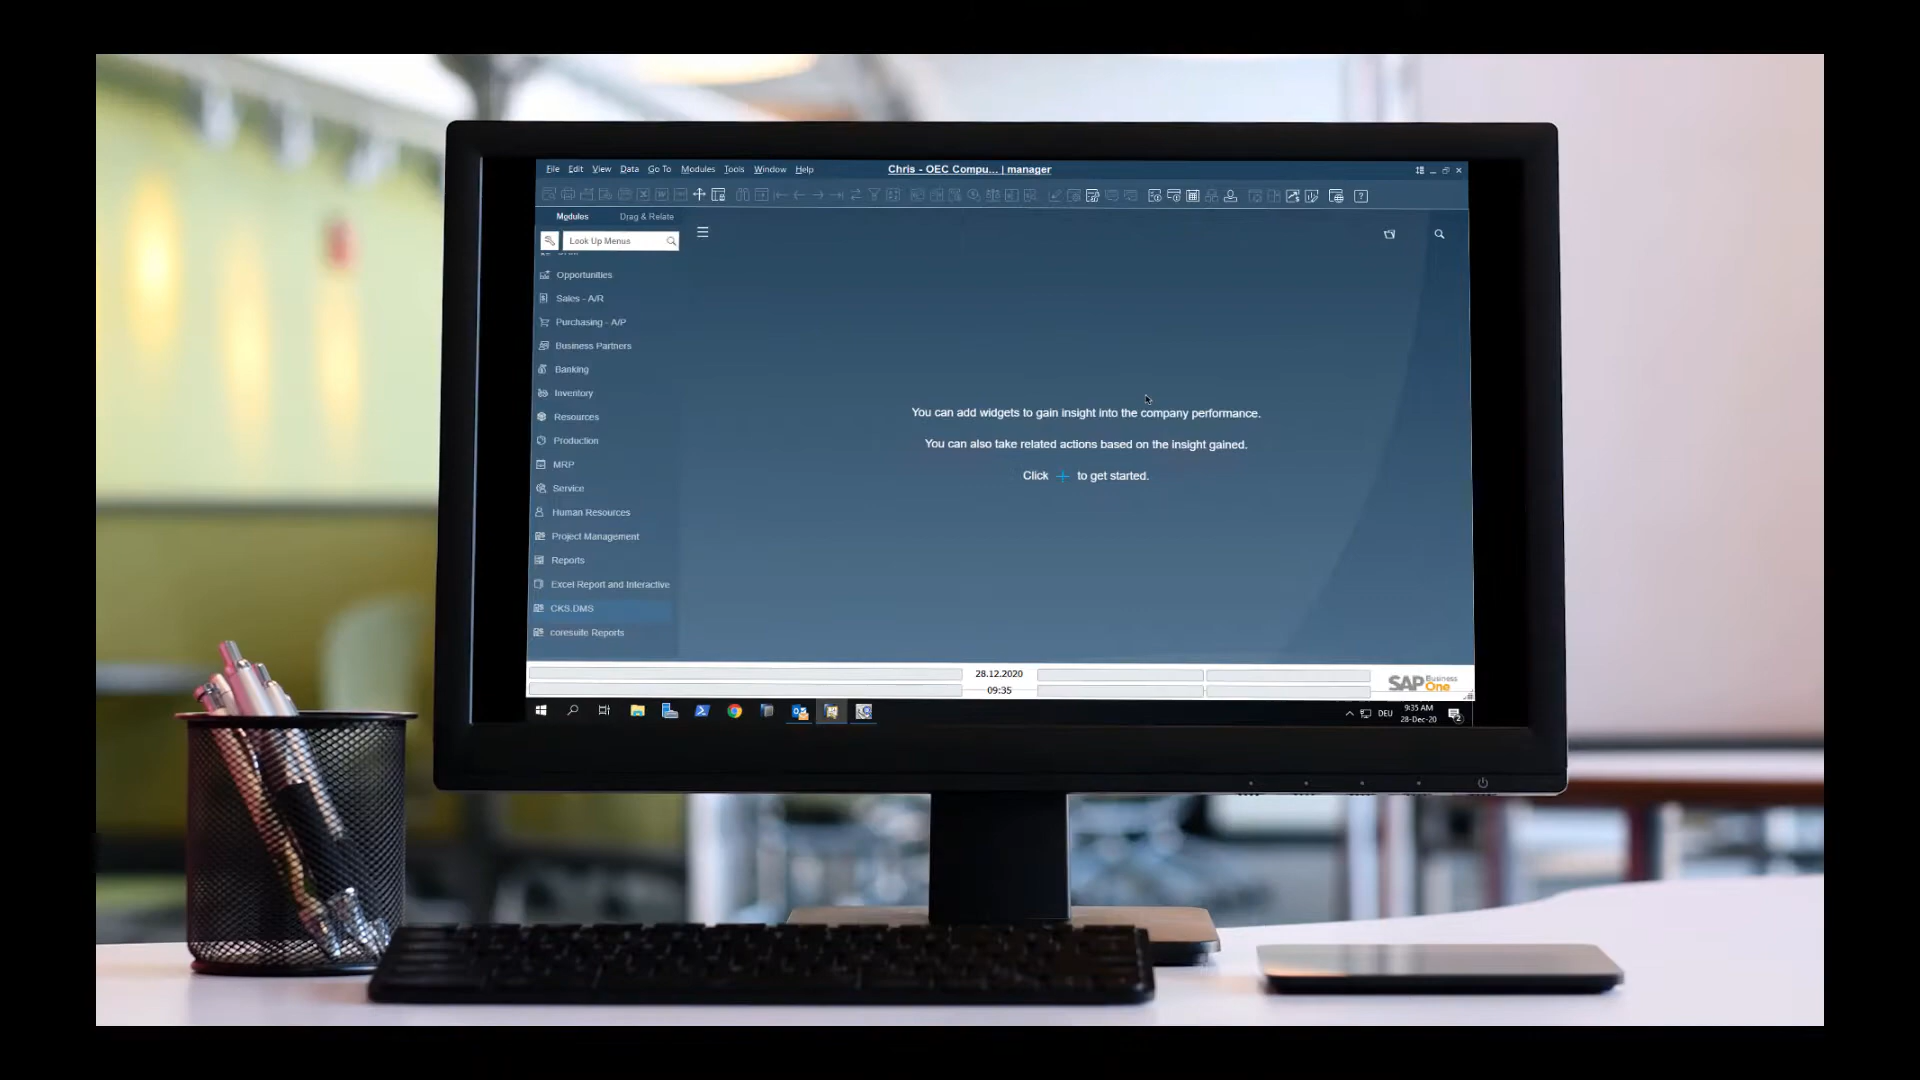 File Edit View Data Go To Modules Tools Window Help
Chris - OEC Compu... | manager
Modules Drag & Relate
Look Up Menus
Opportunities
Sales - A/R
Purchasing - A/P
Business Partners
Banking
Inventory
Resources
Production
MRP
Service
Human Resources
Project Management
Reports
Excel Report and Interactive
CKS.DMS
coresuite Reports
You can add widgets to gain insight into the company performance.
You can also take related actions based on the insight gained.
Click + to get started.
28.12.2020
09:35
SAP Business One
DEU
9:35 AM
28-Dec-20
2